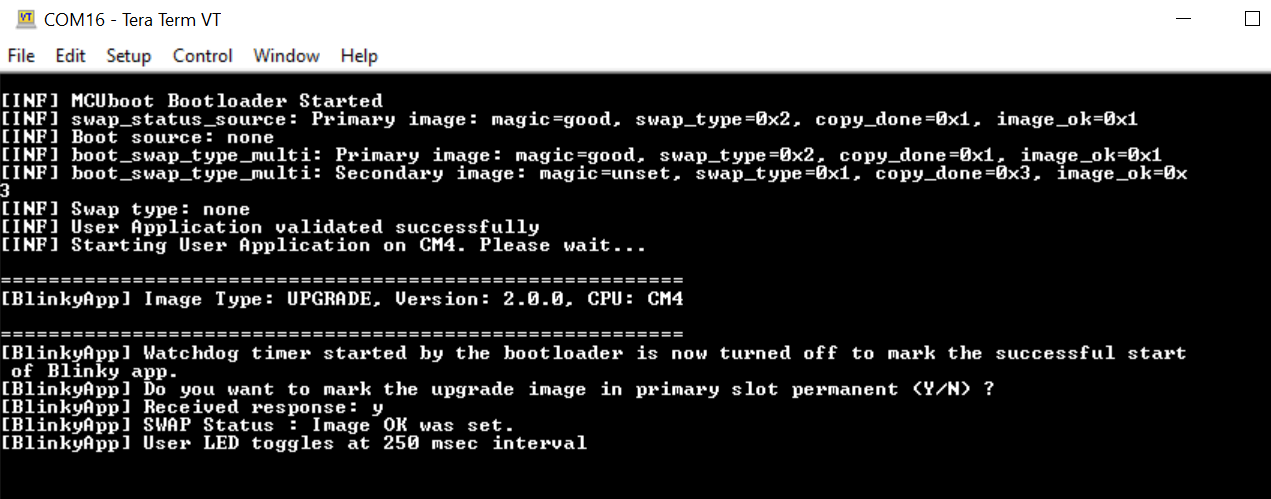 VT
COM16 - Tera Term VT
File Edit Setup Control Window Help
[INF] MCUboot Bootloader Started
[INF] swap_status_source: Primary image: magic=good, swap_type=0x2, copy_done=0x1, image_ok=0x1
[INF] Boot source: none
[INF] boot_swap_type_multi: Primary image: magic=good, swap_type=0x2, copy_done=0x1, image_ok=0x1
[INF] boot_swap_type_multi: Secondary image: magic=unset, swap_type=0x1, copy_done=0x3, image_ok=0x
3
[INF] Swap type: none
[INF] User Application validated successfully
[INF] Starting User Application on CM4. Please wait...
=========================================================
[BlinkyApp] Image Type: UPGRADE, Version: 2.0.0, CPU: CM4
=========================================================
[BlinkyApp] Watchdog timer started by the bootloader is now turned off to mark the successful start
of Blinky app.
[BlinkyApp] Do you want to mark the upgrade image in primary slot permanent (Y/N) ?
[BlinkyApp] Received response: y
[BlinkyApp] SWAP Status : Image OK was set.
[BlinkyApp] User LED toggles at 250 msec interval